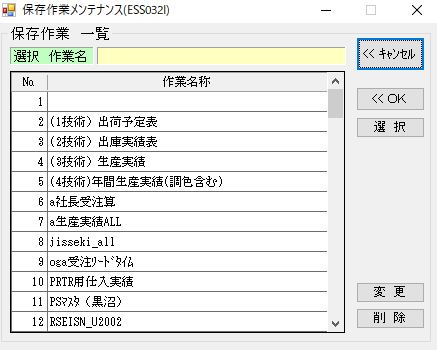 保存作業メンテナンス(ESS032I)
保存作業 一覧
選択 作業名
<< ｷｬﾝｾﾙ
<< OK
選 択
No. 作業名称
1
2 (1技術) 出荷予定表
3 (2技術) 出庫実績表
4 (3技術) 生産実績
5 (4技術)年間生産実績(調色含む)
6 a社長受注算
7 a生産実績ALL
8 jisseki_all
9 oga受注ﾘｰﾄﾞﾀｲﾑ
10 PRTR用仕入実績
11 PSﾏｽﾀ (黒沼)
12 RSEISN_U2002
変 更
削 除